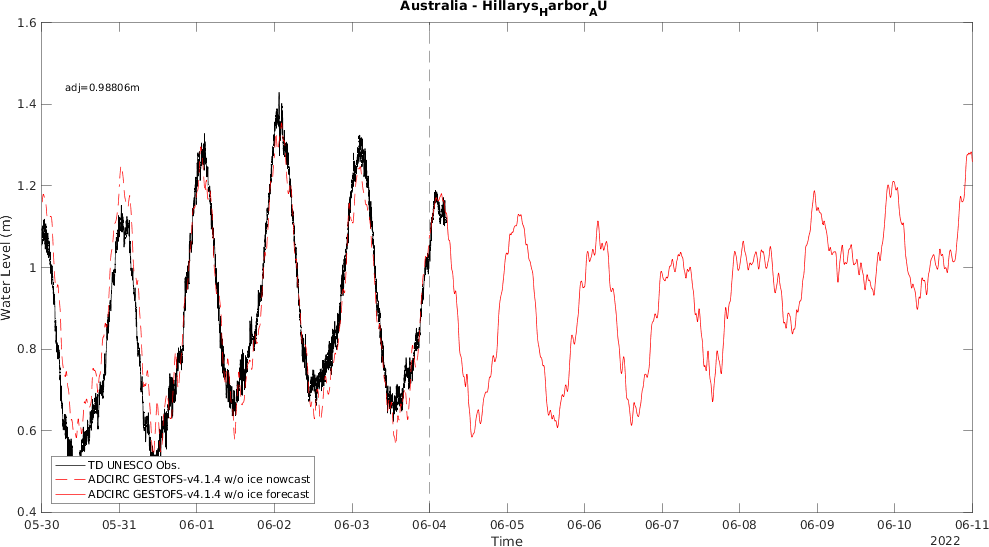 Australia - HillarysHarborAU
1.6
adj=0.98806m
1.4
1.2
1
0.8
0.6
0.4
Water Level (m)
TD UNESCO Obs.
ADCIRC GESTOFS-v4.1.4 w/o ice nowcast
ADCIRC GESTOFS-v4.1.4 w/o ice forecast
05-30 05-31 06-01 06-02 06-03 06-04 06-05 06-06 06-07 06-08 06-09 06-10 06-11
Time
2022